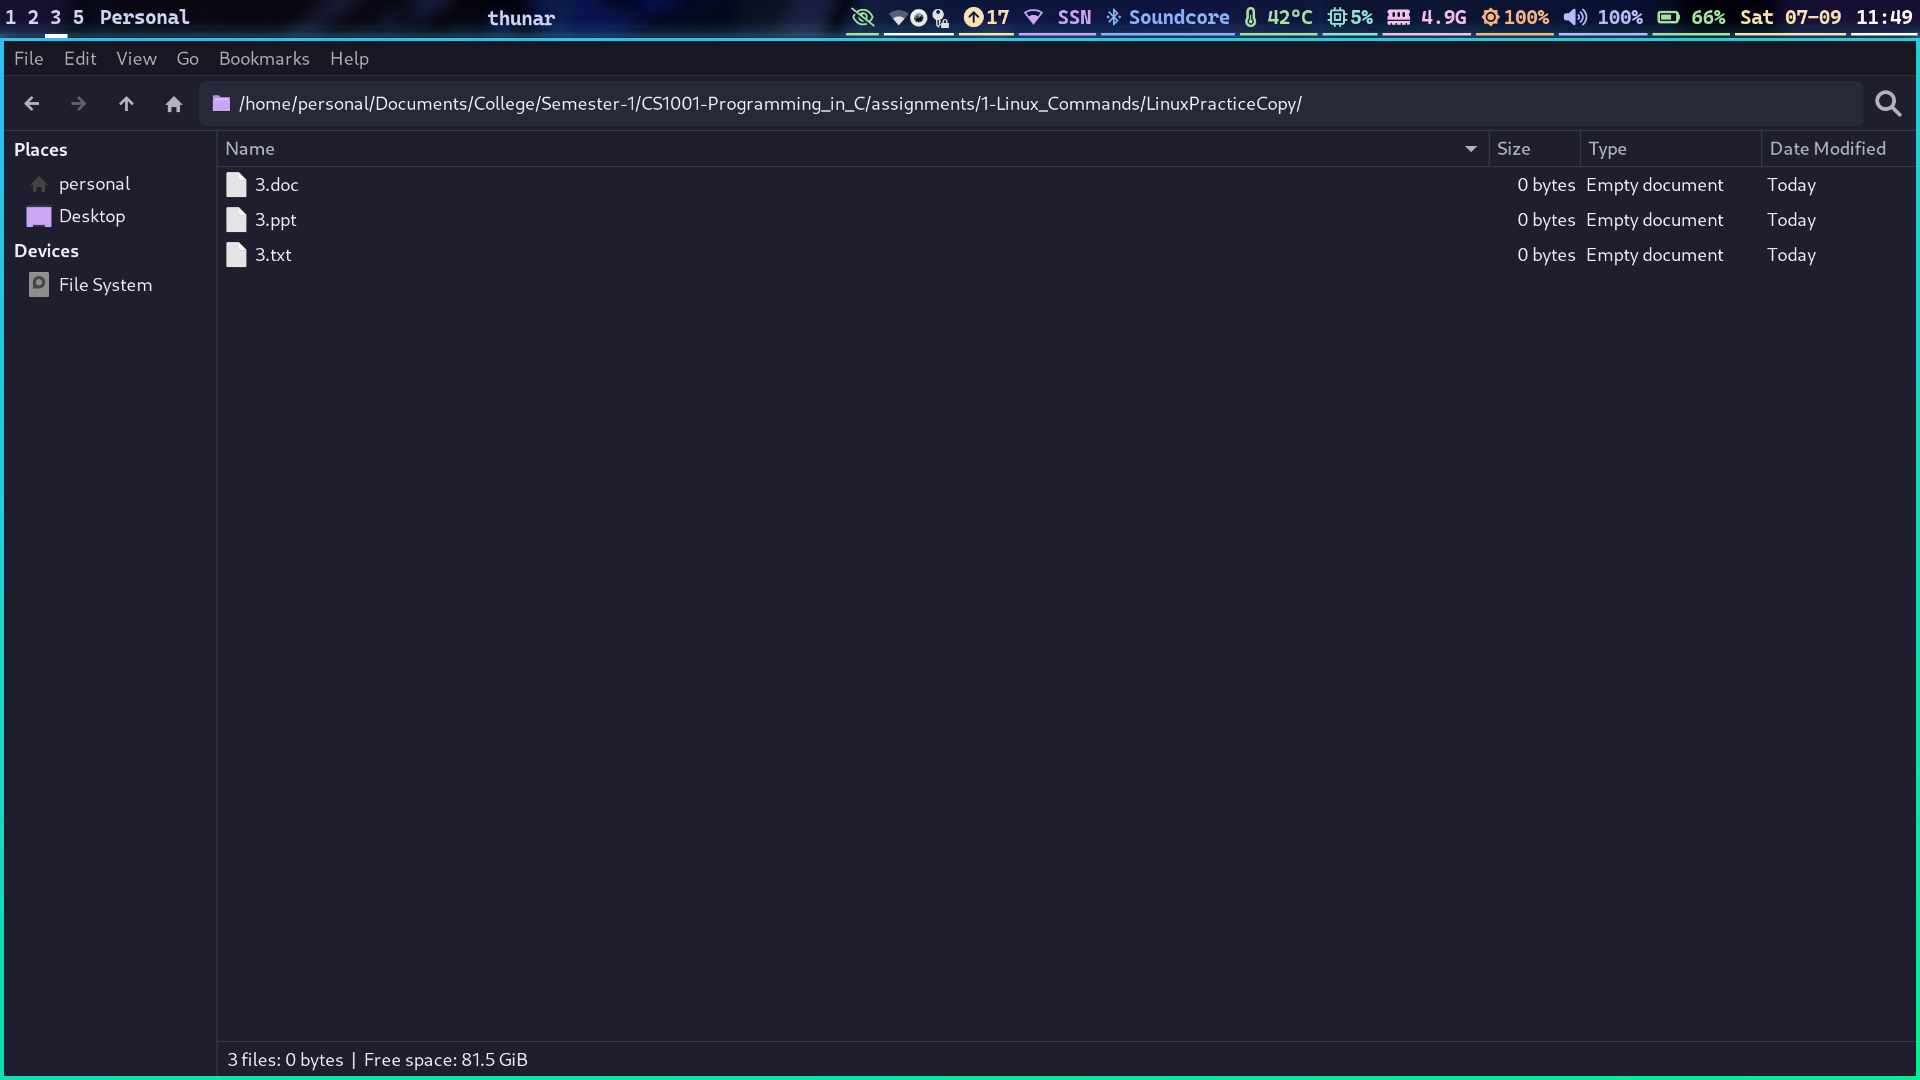 1 2 3 5 Personal thunar 17 SSN Soundcore 42°C 5% 4.9G 100% 100% 66% Sat 07-09 11:49
File Edit View Go Bookmarks Help
/home/personal/Documents/College/Semester-1/CS1001-Programming_in_C/assignments/1-Linux_Commands/LinuxPracticeCopy/
Places
personal
Desktop
Devices
File System
Name Size Type Date Modified
3.doc 0 bytes Empty document Today
3.ppt 0 bytes Empty document Today
3.txt 0 bytes Empty document Today
3 files: 0 bytes | Free space: 81.5 GiB